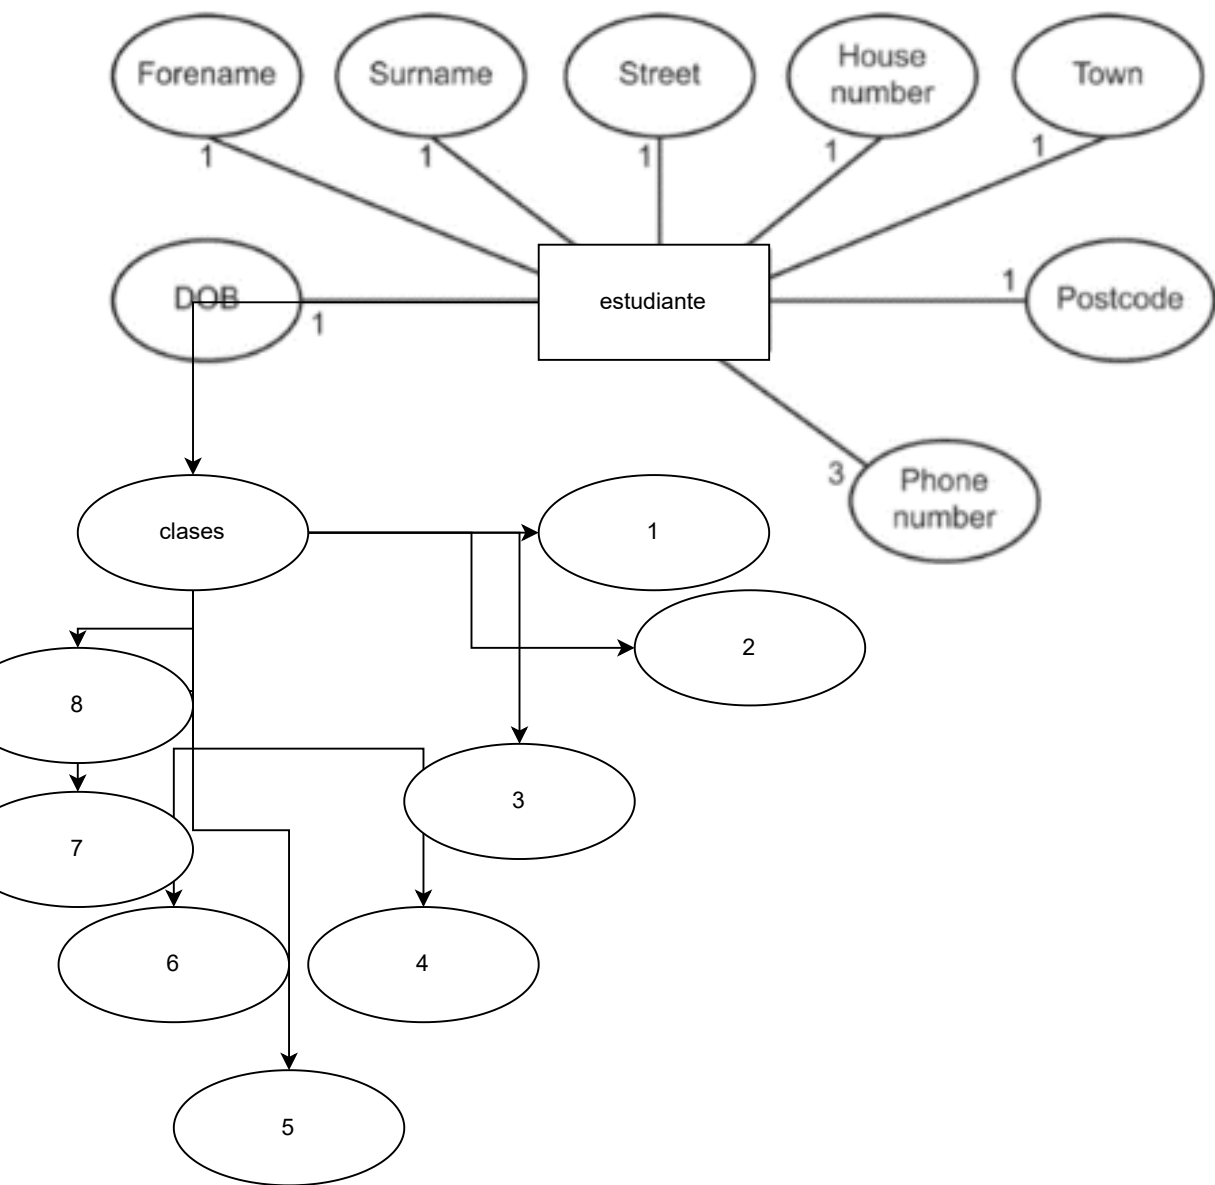 Forename
Surname
Street
House
number
Town
1
1
1
1
1
DOB
1
estudiante
1
Postcode
3
Phone
number
clases
1
2
8
3
7
6
4
5